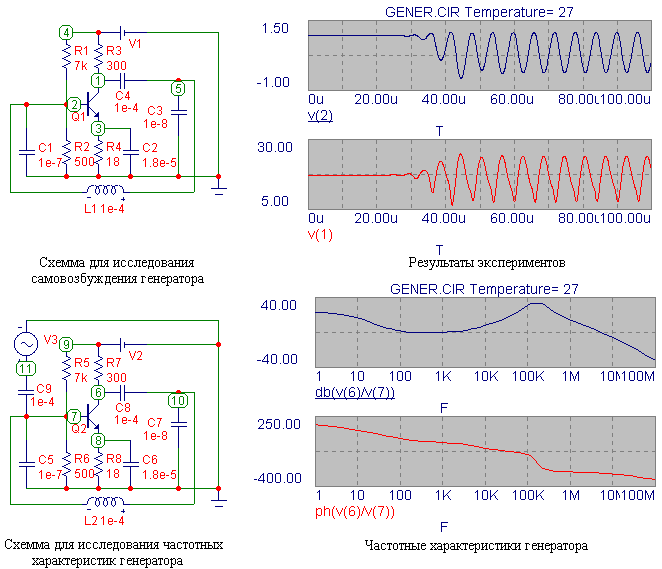 4
V1
R1
7k
R3
300
1
C4
1e-4
5
2
Q1
C3
1e-8
3
C1
1e-7
R2
500
R4
18
C2
1.8e-5
L1 1e-4
Схемма для исследования
самовозбуждения генератора
GENER.CIR Temperature= 27
1.50
-1.00
0u 20.00u 40.00u 60.00u 80.00u 100.00u
v(2)
T
30.00
5.00
0u 20.00u 40.00u 60.00u 80.00u 100.00u
v(1)
T
Результаты экспериментов
V3
9
V2
11
R5
7k
R7
300
C9
1e-4
6
C8
1e-4
10
7
Q2
C7
1e-8
8
C5
1e-7
R6
500
R8
18
C6
1.8e-5
L2 1e-4
Схемма для исследования частотных
характеристик генератора
GENER.CIR Temperature= 27
40.00
-40.00
1 10 100 1K 10K 100K 1M 10M 100M
db(v(6)/v(7))
F
250.00
-400.00
1 10 100 1K 10K 100K 1M 10M 100M
ph(v(6)/v(7))
F
Частотные характеристики генератора